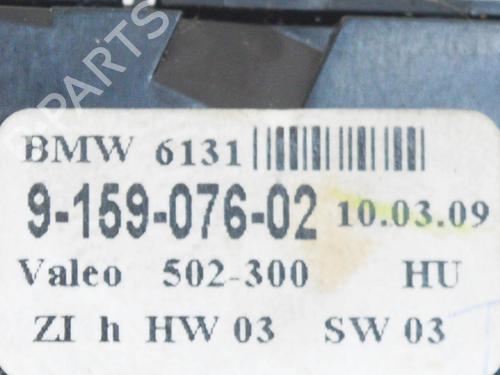 PARTS
BMW 6131
9-159-076-02 10.03.09
Valeo 502-300 HU
ZI h HW 03 SW 03